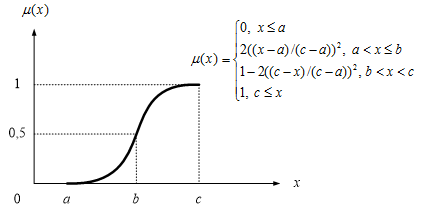 μ(x)
μ(x) = { 0, x ≤ a
2((x−a)/(c−a))², a < x ≤ b
1−2((c−x)/(c−a))², b < x < c
1, c ≤ x
1
0,5
0 a b c x